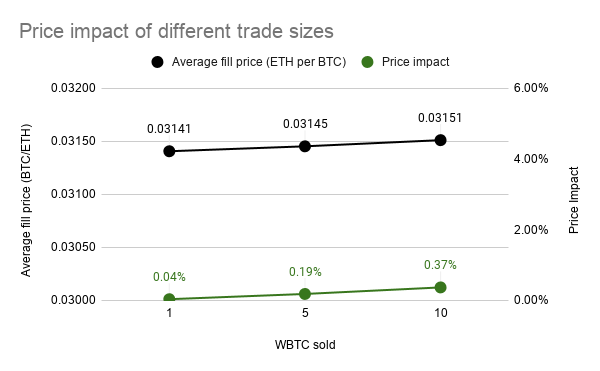 Price impact of different trade sizes
Average fill price (ETH per BTC) Price impact
0.03200 6.00%
0.03141 0.03145 0.03151
0.03150
4.00%
0.03100
2.00%
0.03050
0.04% 0.19% 0.37%
0.03000 0.00%
1 5 10
WBTC sold
Average fill price (BTC/ETH)
Price Impact